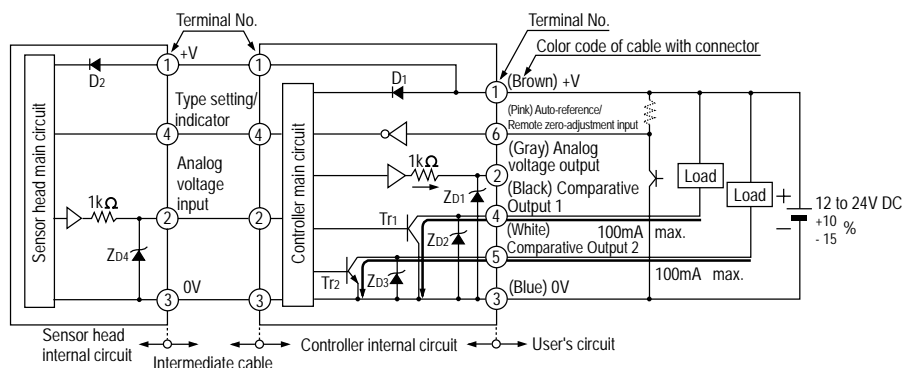 Terminal No.
Terminal No.
Color code of cable with connector
Sensor head main circuit
+V
1
D2
Type setting/
indicator
4
Analog
voltage
input
1kΩ
2
ZD4
0V
3
1
Controller main circuit
D1
4
1kΩ
2
ZD1
Tr1
ZD2
Tr2
ZD3
3
1
(Brown) +V
(Pink) Auto-reference/
Remote zero-adjustment input
6
(Gray) Analog
voltage output
2
(Black) Comparative
Output 1
4
(White)
Comparative Output 2
5
(Blue) 0V
3
100mA max.
100mA max.
Load
Load
+
−
12 to 24V DC
+10
- 15 %
Sensor head
internal circuit
Intermediate cable
Controller internal circuit
User's circuit